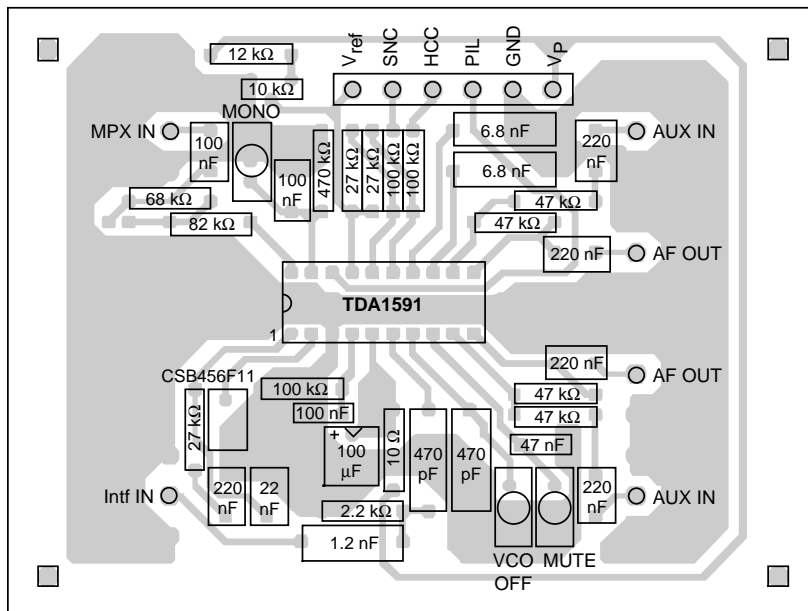 12 kΩ
10 kΩ
Vref
SNC
HCC
PIL
GND
VP
MPX IN
MONO
100 nF
100 nF
470 kΩ
27 kΩ
27 kΩ
100 kΩ
100 kΩ
6.8 nF
6.8 nF
220 nF
AUX IN
68 kΩ
82 kΩ
47 kΩ
47 kΩ
220 nF
AF OUT
TDA1591
1
CSB456F11
27 kΩ
100 kΩ
100 nF
+
100 µF
10 Ω
470 pF
470 pF
220 nF
AF OUT
47 kΩ
47 kΩ
47 nF
Intf IN
220 nF
22 nF
2.2 kΩ
1.2 nF
220 nF
AUX IN
VCO OFF
MUTE